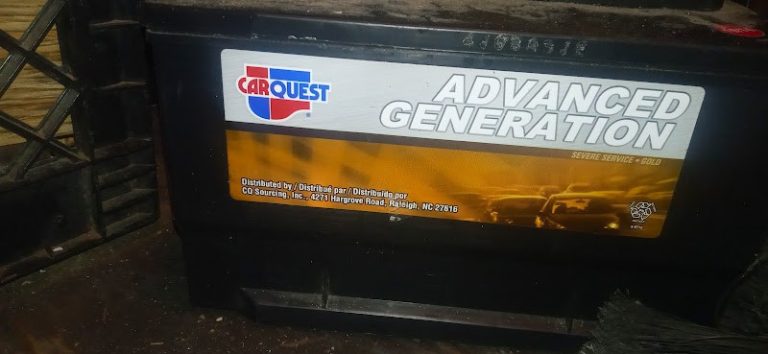 CARQUEST
ADVANCED
GENERATION
SEVERE SERVICE • GOLD
Distributed by / Distribué par / Distribuido por
CQ Sourcing, Inc., 4271 Hargrove Road, Raleigh, NC 27616